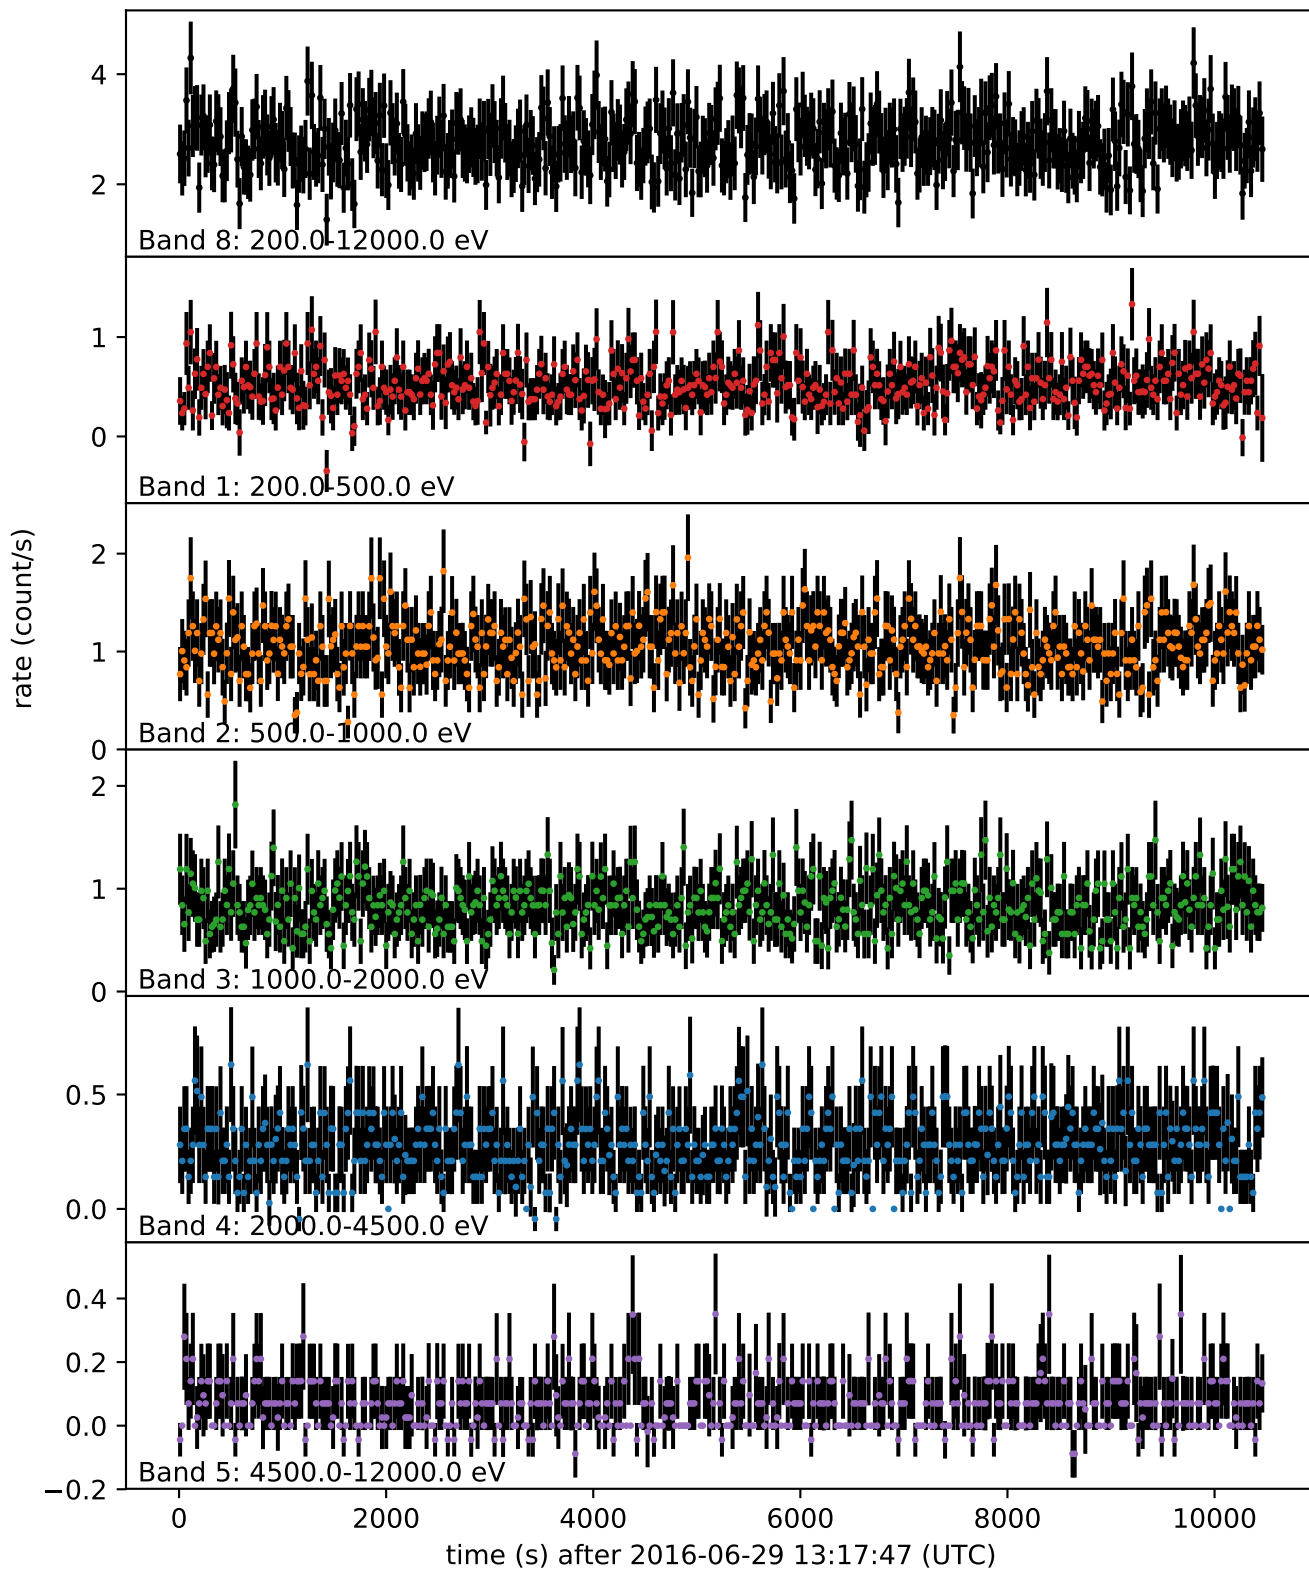 4
2
Band 8: 200.0-12000.0 eV
1
0
Band 1: 200.0-500.0 eV
rate (count/s)
2
1
0
Band 2: 500.0-1000.0 eV
2
1
0
Band 3: 1000.0-2000.0 eV
0.5
0.0
Band 4: 2000.0-4500.0 eV
0.4
0.2
0.0
−0.2
Band 5: 4500.0-12000.0 eV
0 2000 4000 6000 8000 10000
time (s) after 2016-06-29 13:17:47 (UTC)